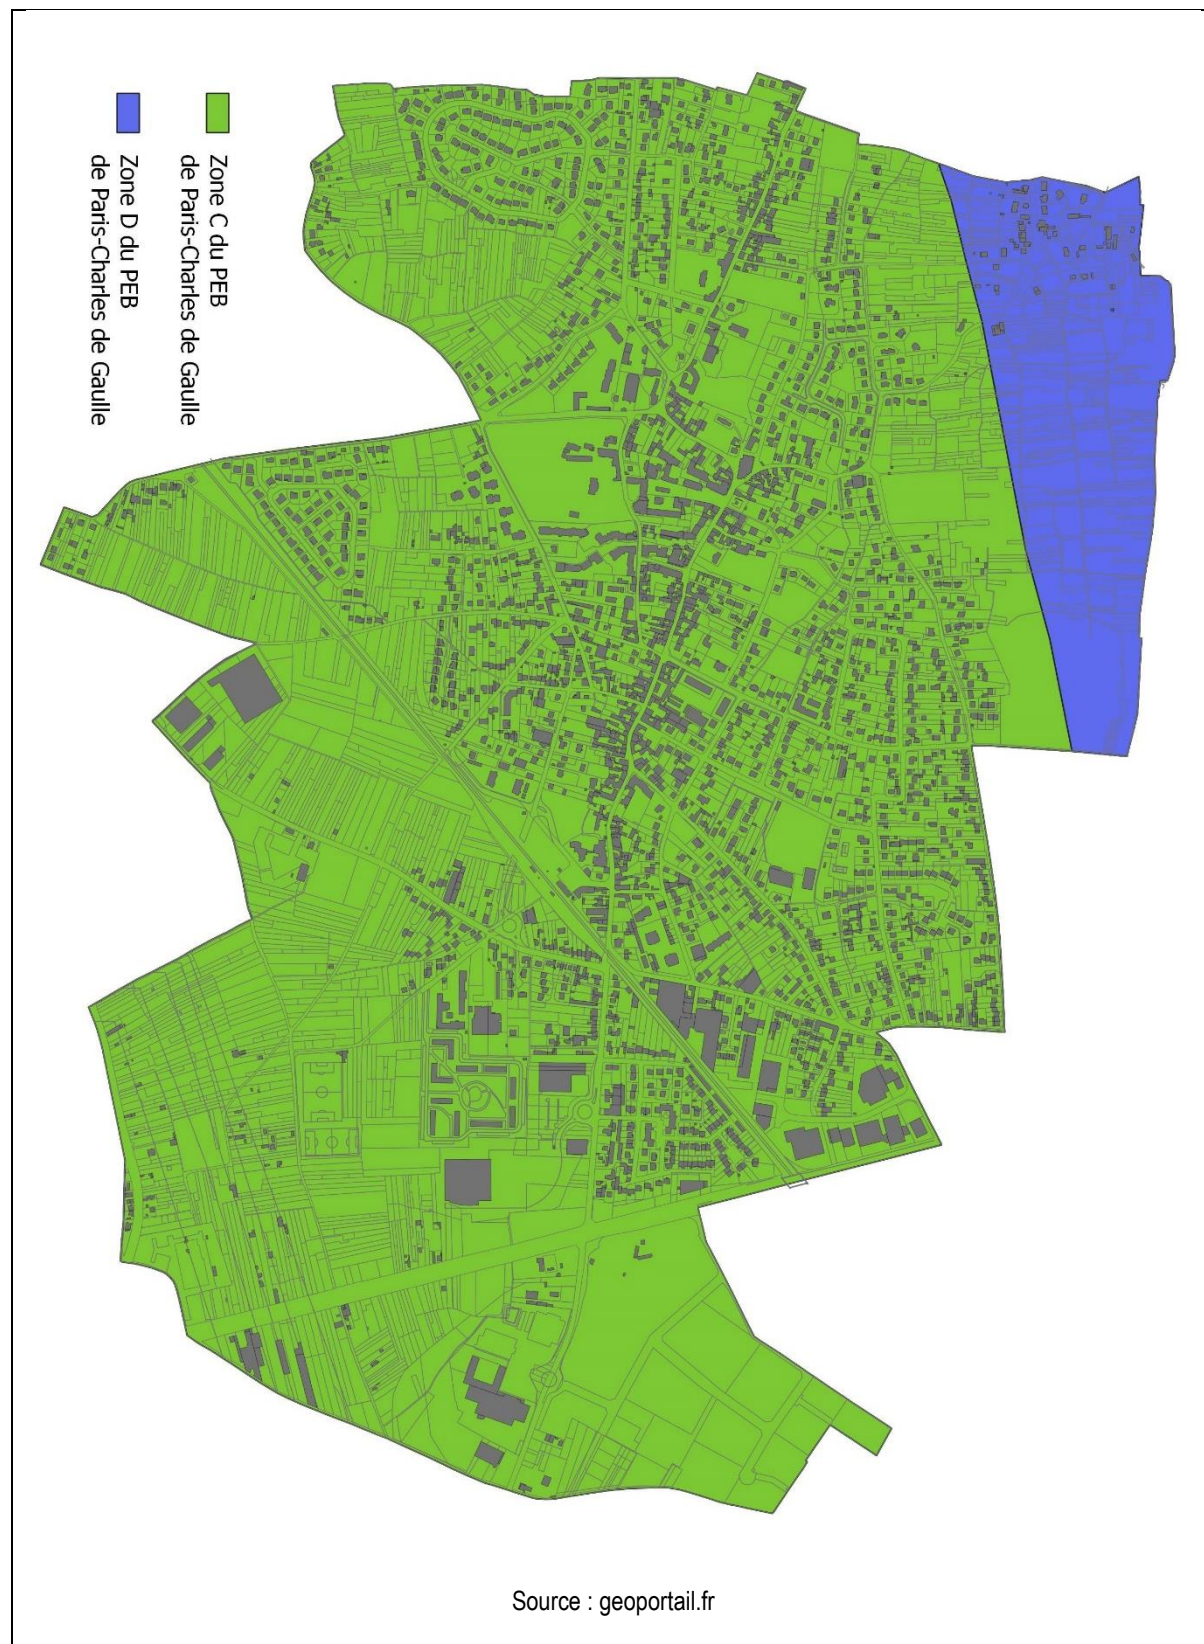 Zone C du PEB
de Paris-Charles de Gaulle
Zone D du PEB
de Paris-Charles de Gaulle
Source : geoportail.fr